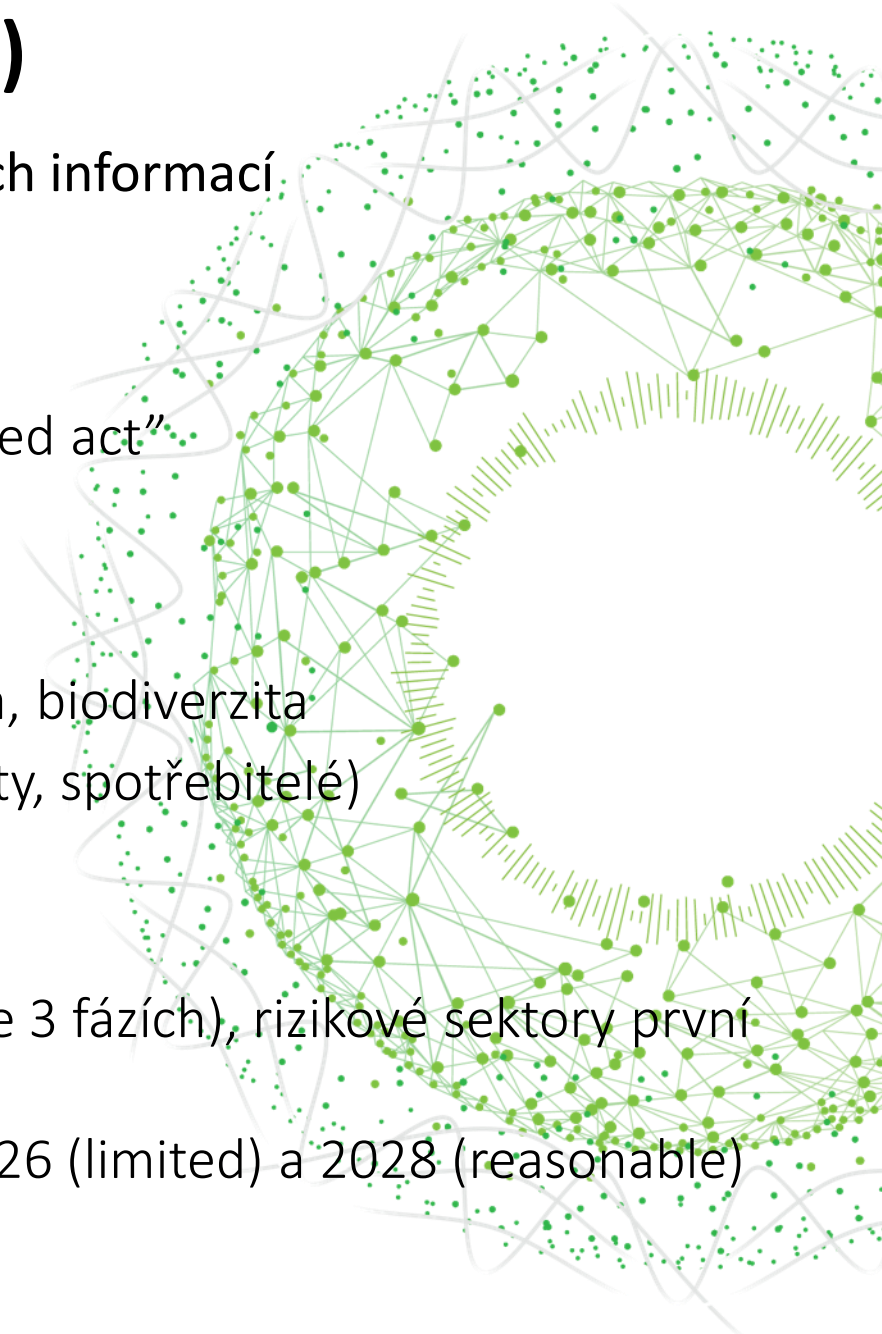 )
ch informací
ed act”
, biodiverzita
ty, spotřebitelé)
e 3 fázích), rizikové sektory první
26 (limited) a 2028 (reasonable)